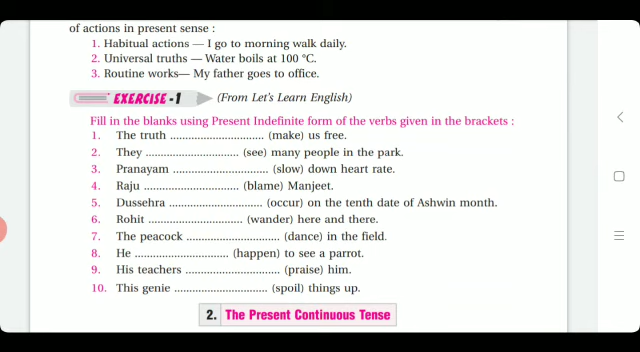 of actions in present sense :
1. Habitual actions — I go to morning walk daily.
2. Universal truths — Water boils at 100 °C.
3. Routine works— My father goes to office.
EXERCISE - 1 (From Let's Learn English)
Fill in the blanks using Present Indefinite form of the verbs given in the brackets :
1. The truth .............................. (make) us free.
2. They .............................. (see) many people in the park.
3. Pranayam .............................. (slow) down heart rate.
4. Raju .............................. (blame) Manjeet.
5. Dussehra .............................. (occur) on the tenth date of Ashwin month.
6. Rohit .............................. (wander) here and there.
7. The peacock .............................. (dance) in the field.
8. He .............................. (happen) to see a parrot.
9. His teachers .............................. (praise) him.
10. This genie .............................. (spoil) things up.
2. The Present Continuous Tense